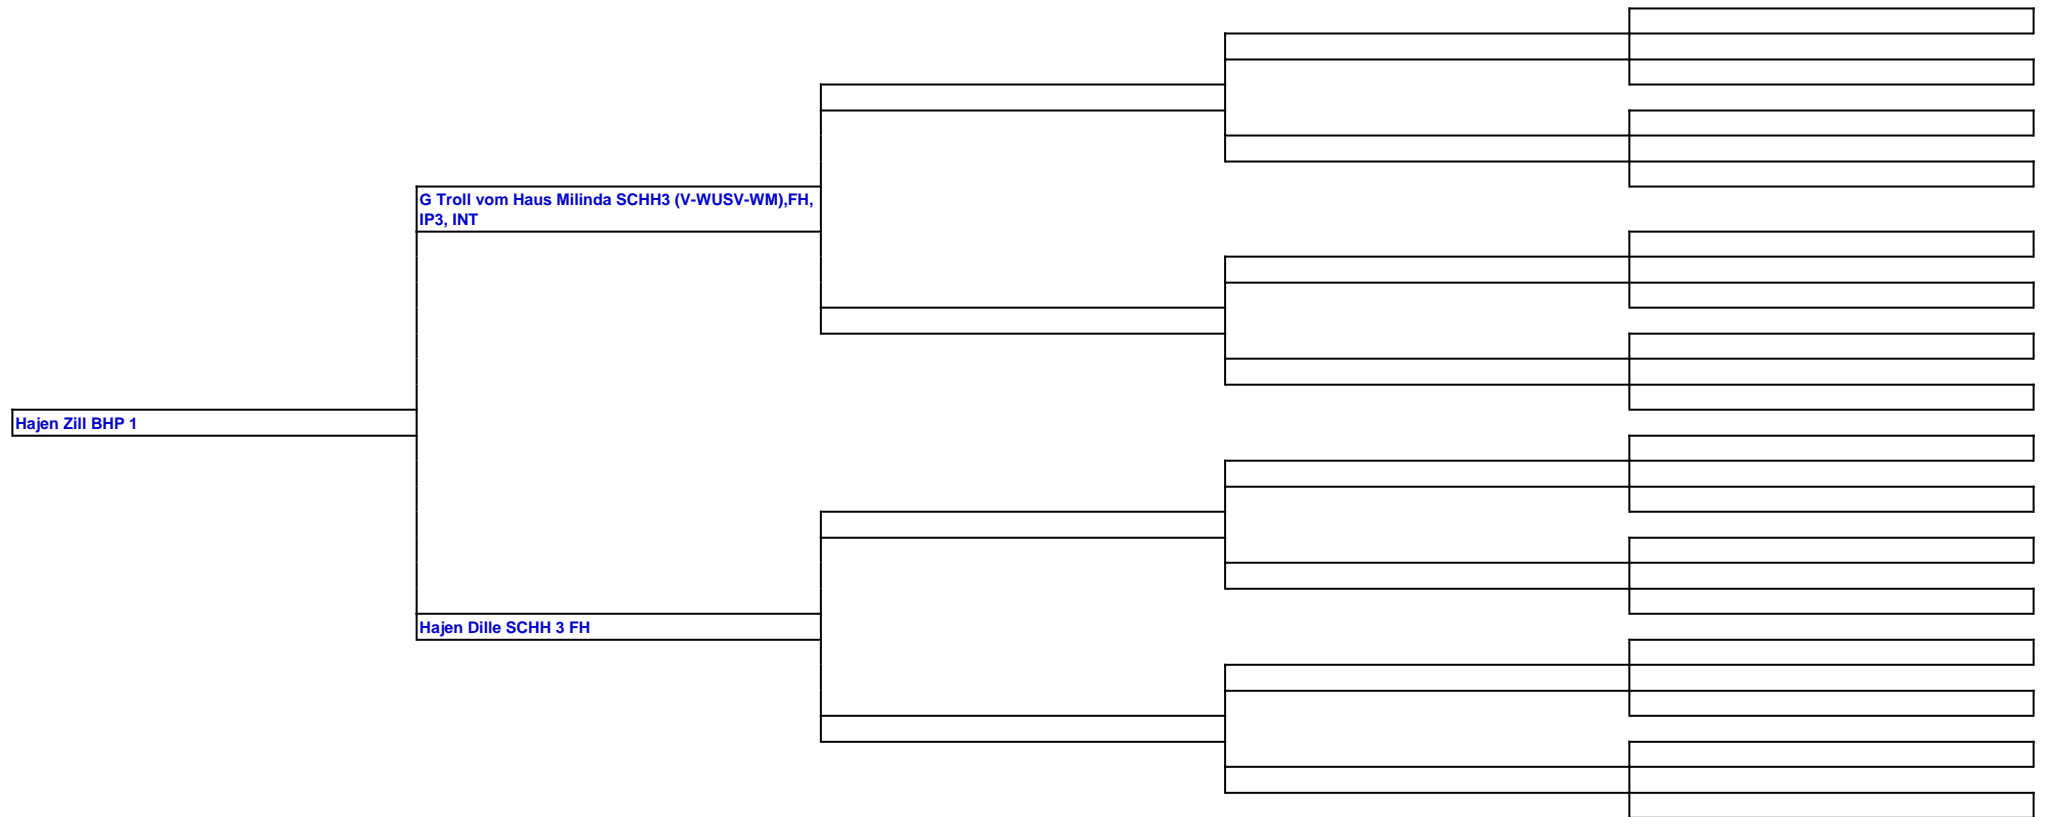 G Troll vom Haus Milinda SCHH3 (V-WUSV-WM),FH,
IP3, INT
Hajen Zill BHP 1
Hajen Dille SCHH 3 FH